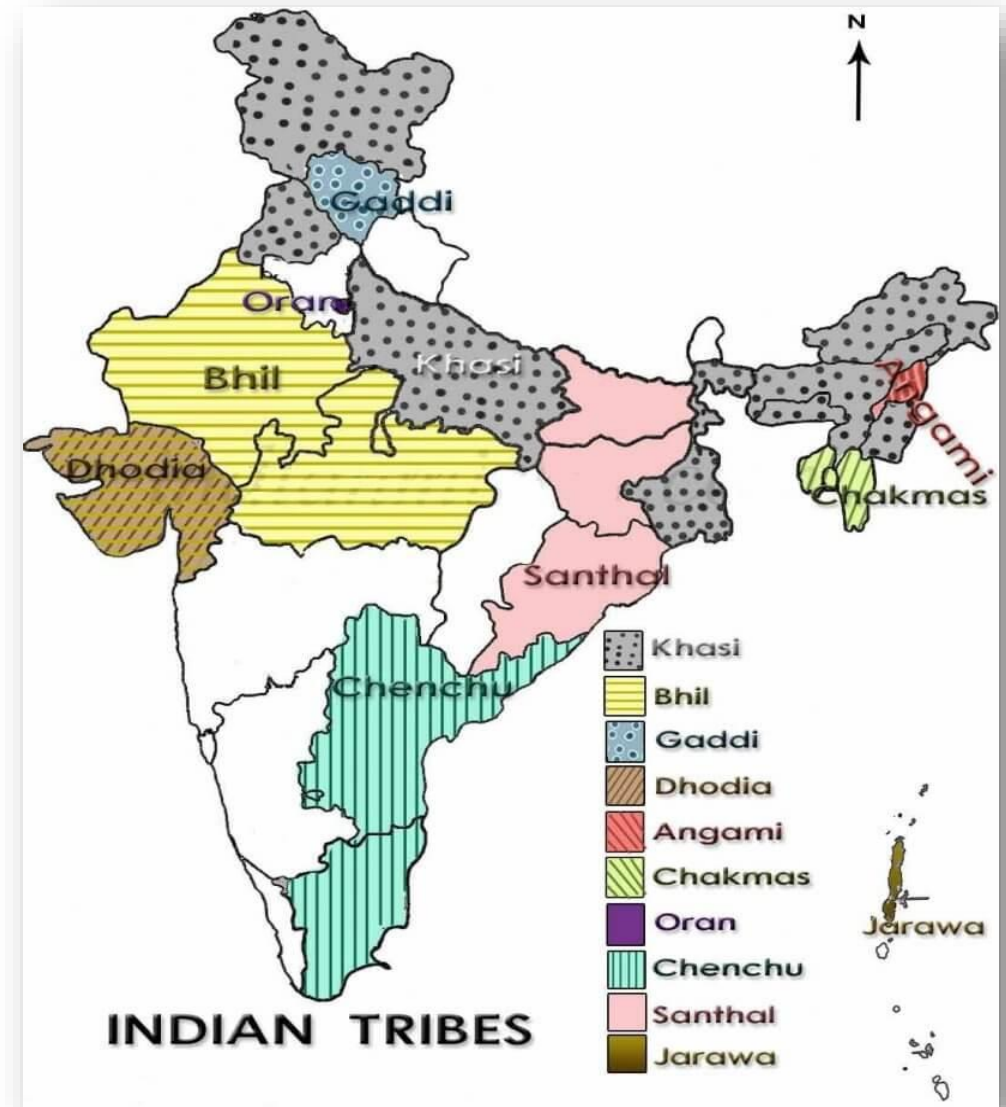 N
Gaddi
Oran
Khasi
Bhil
Angami
Dhodia
Chakmas
Santhal
Khasi
Chenchu
Bhil
Gaddi
Dhodia
Angami
Chakmas
Oran
Jarawa
Chenchu
Santhal
INDIAN TRIBES
Jarawa